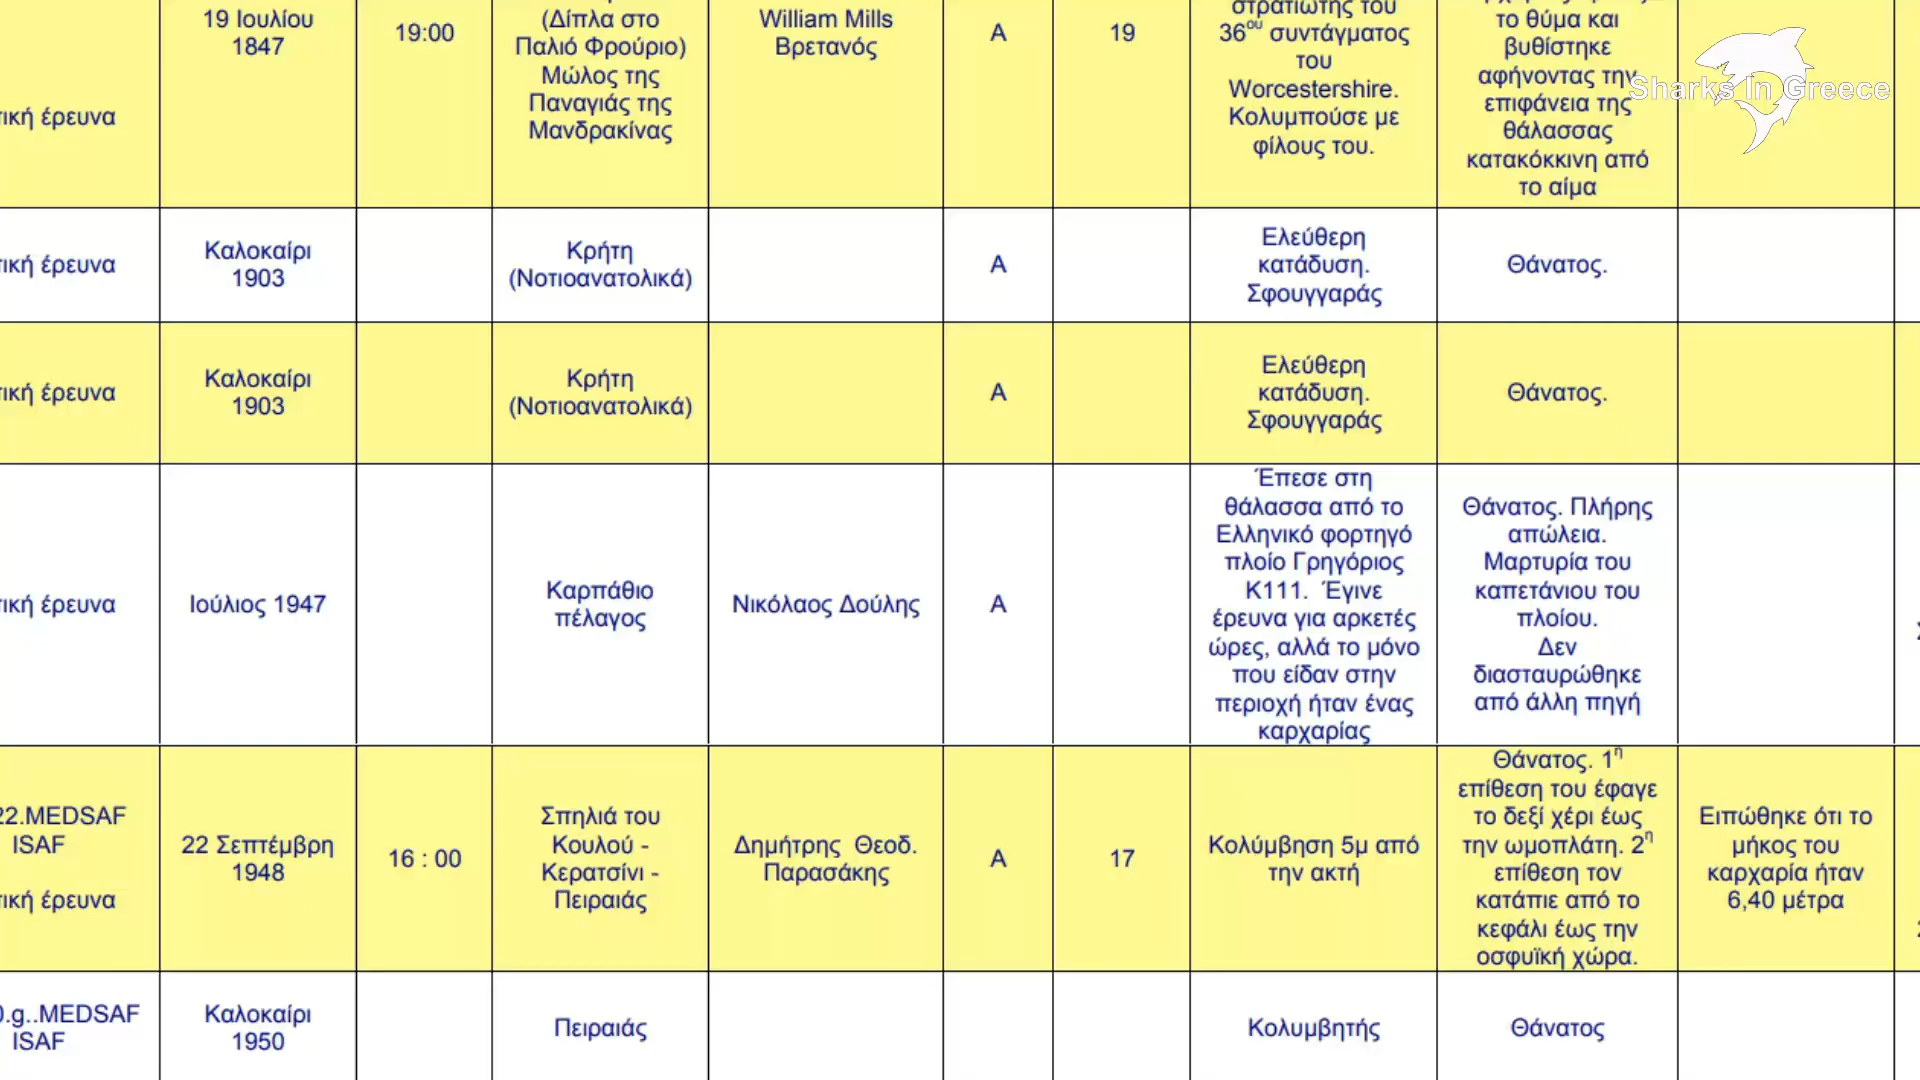 19 Ιουλίου
1847
19:00
(Δίπλα στο
Παλιό Φρούριο)
Μώλος της
Παναγιάς της
Μανδρακίνας
William Mills
Βρετανός
Α
19
στρατιώτης του
36ου συντάγματος
του
Worcestershire.
Κολυμπούσε με
φίλους του.
το θύμα και
βυθίστηκε
αφήνοντας την
επιφάνεια της
θάλασσας
κατακόκκινη από
το αίμα
Sharks In Greece
ική έρευνα
ική έρευνα
Καλοκαίρι
1903
Κρήτη
(Νοτιοανατολικά)
Α
Ελεύθερη
κατάδυση.
Σφουγγαράς
Θάνατος.
ική έρευνα
Καλοκαίρι
1903
Κρήτη
(Νοτιοανατολικά)
Α
Ελεύθερη
κατάδυση.
Σφουγγαράς
Θάνατος.
ική έρευνα
Ιούλιος 1947
Καρπάθιο
πέλαγος
Νικόλαος Δούλης
Α
Έπεσε στη
θάλασσα από το
Ελληνικό φορτηγό
πλοίο Γρηγόριος
Κ111. Έγινε
έρευνα για αρκετές
ώρες, αλλά το μόνο
που είδαν στην
περιοχή ήταν ένας
καρχαρίας
Θάνατος. Πλήρης
απώλεια.
Μαρτυρία του
καπετάνιου του
πλοίου.
Δεν
διασταυρώθηκε
από άλλη πηγή
22.MEDSAF
ISAF
ική έρευνα
22 Σεπτέμβρη
1948
16 : 00
Σπηλιά του
Κουλού -
Κερατσίνι -
Πειραιάς
Δημήτρης Θεοδ.
Παρασάκης
Α
17
Κολύμβηση 5μ από
την ακτή
Θάνατος. 1η
επίθεση του έφαγε
το δεξί χέρι έως
την ωμοπλάτη. 2η
επίθεση τον
κατάπιε από το
κεφάλι έως την
οσφυϊκή χώρα.
Ειπώθηκε ότι το
μήκος του
καρχαρία ήταν
6,40 μέτρα
0.g..MEDSAF
ISAF
Καλοκαίρι
1950
Πειραιάς
Κολυμβητής
Θάνατος